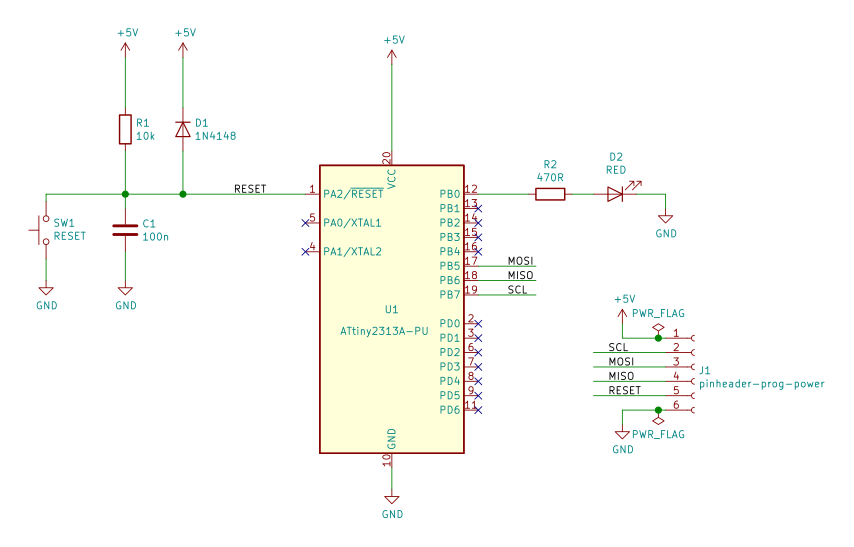 +5V
+5V
+5V
R1
10k
D1
1N4148
RESET
SW1
RESET
C1
100n
GND
GND
20
VCC
1
PA2/RESET
5
PA0/XTAL1
4
PA1/XTAL2
U1
ATtiny2313A-PU
PB0
12
PB1
13
PB2
14
PB3
15
PB4
16
PB5
17
MOSI
PB6
18
MISO
PB7
19
SCL
PD0
2
PD1
3
PD2
6
PD3
7
PD4
8
PD5
9
PD6
11
GND
10
GND
R2
470R
D2
RED
GND
+5V
PWR_FLAG
1
SCL
2
MOSI
3
MISO
4
RESET
5
6
J1
pinheader-prog-power
PWR_FLAG
GND